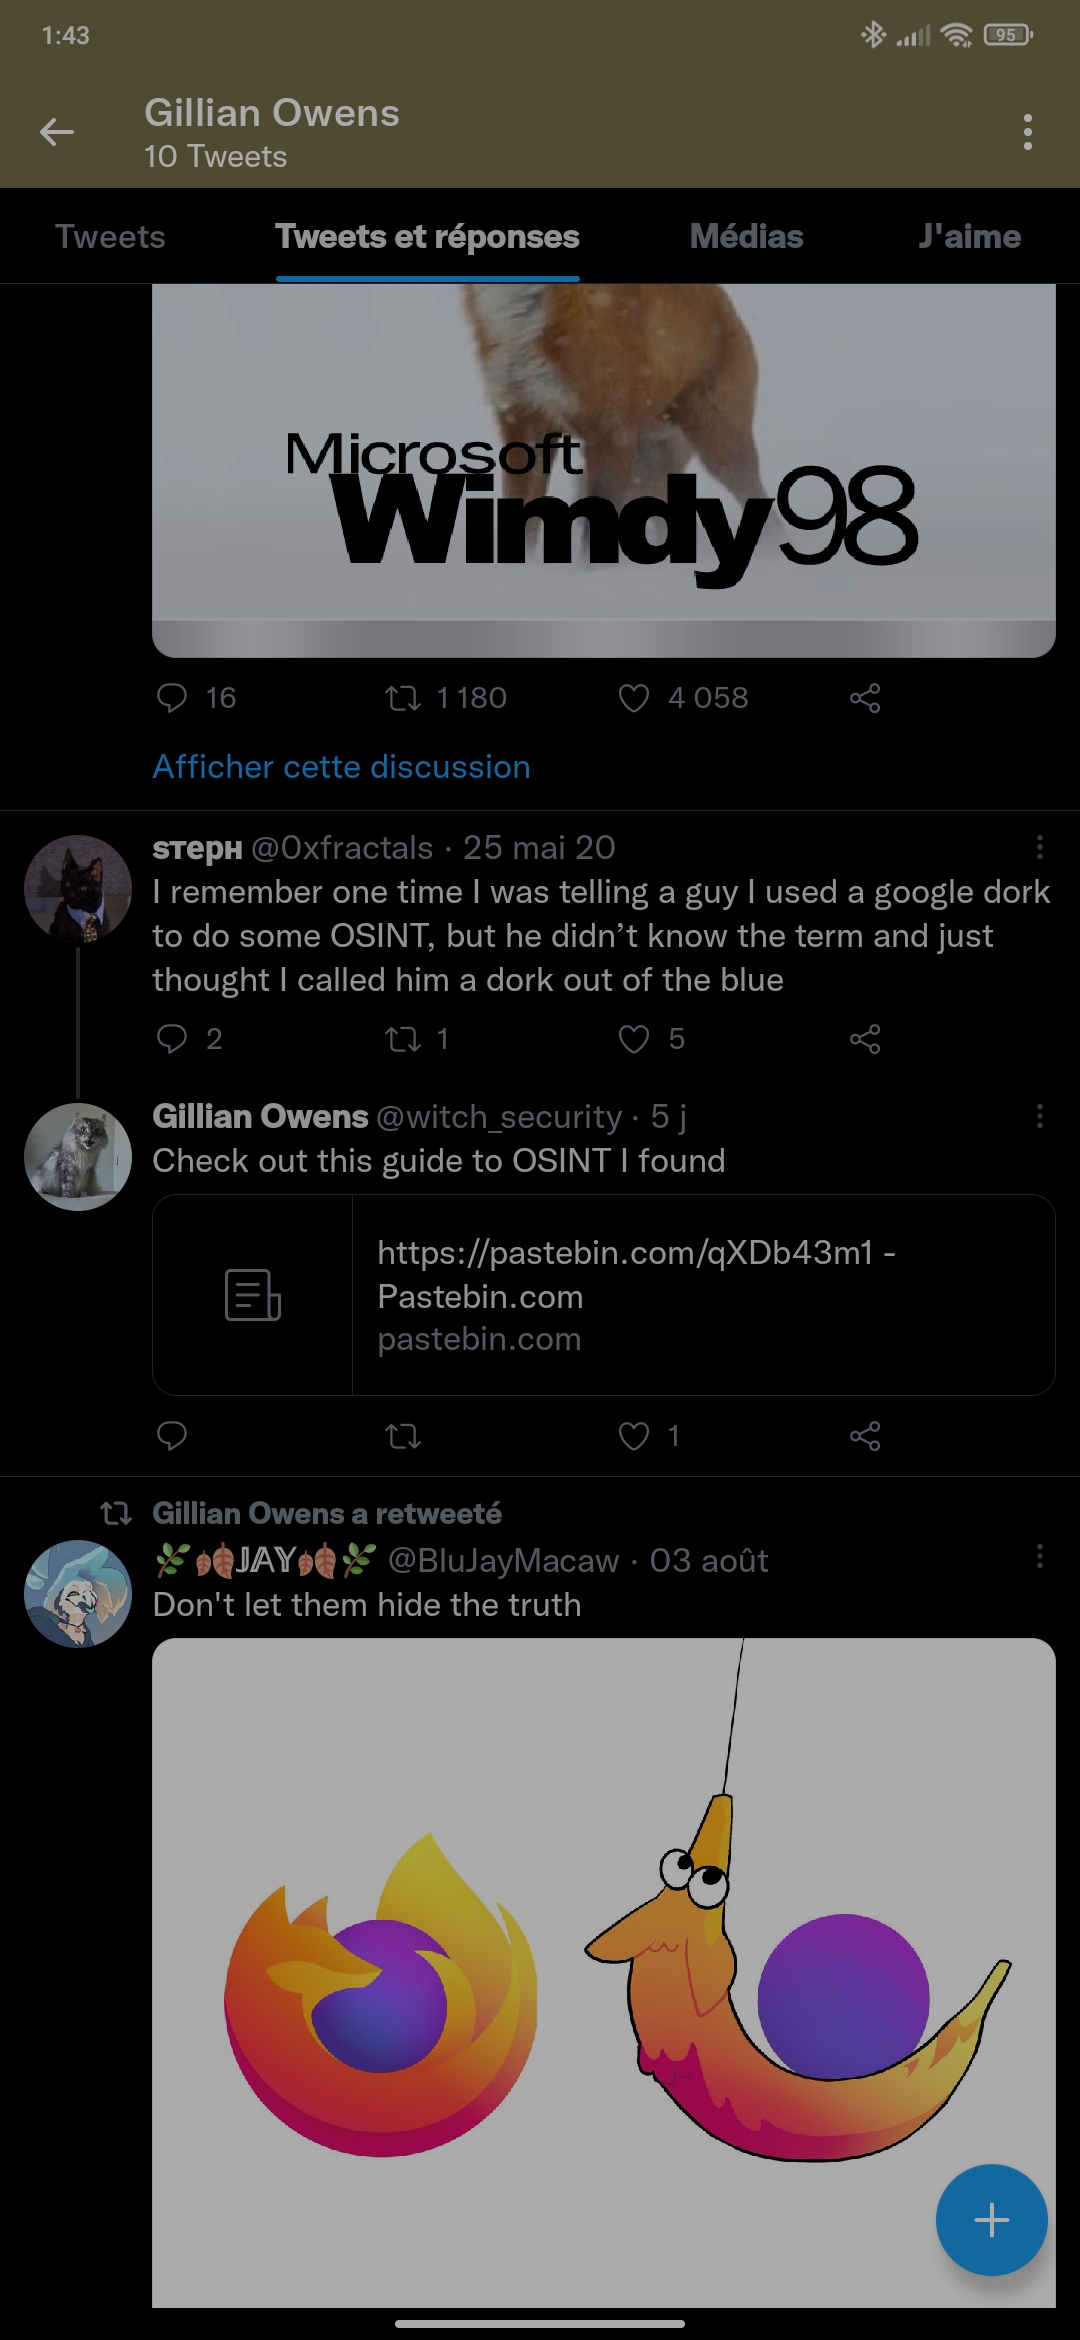 1:43
95
Gillian Owens
10 Tweets
Tweets
Tweets et réponses
Médias
J'aime
Microsoft
Wimdy98
16
1 180
4 058
Afficher cette discussion
sᴛᴇᴘʜ @0xfractals · 25 mai 20
I remember one time I was telling a guy I used a google dork
to do some OSINT, but he didn’t know the term and just
thought I called him a dork out of the blue
2
1
5
Gillian Owens @witch_security · 5 j
Check out this guide to OSINT I found
https://pastebin.com/qXDb43m1 -
Pastebin.com
pastebin.com
1
Gillian Owens a retweeté
🌿🍂𝕁𝔸𝕐🍂🌿 @BluJayMacaw · 03 août
Don't let them hide the truth